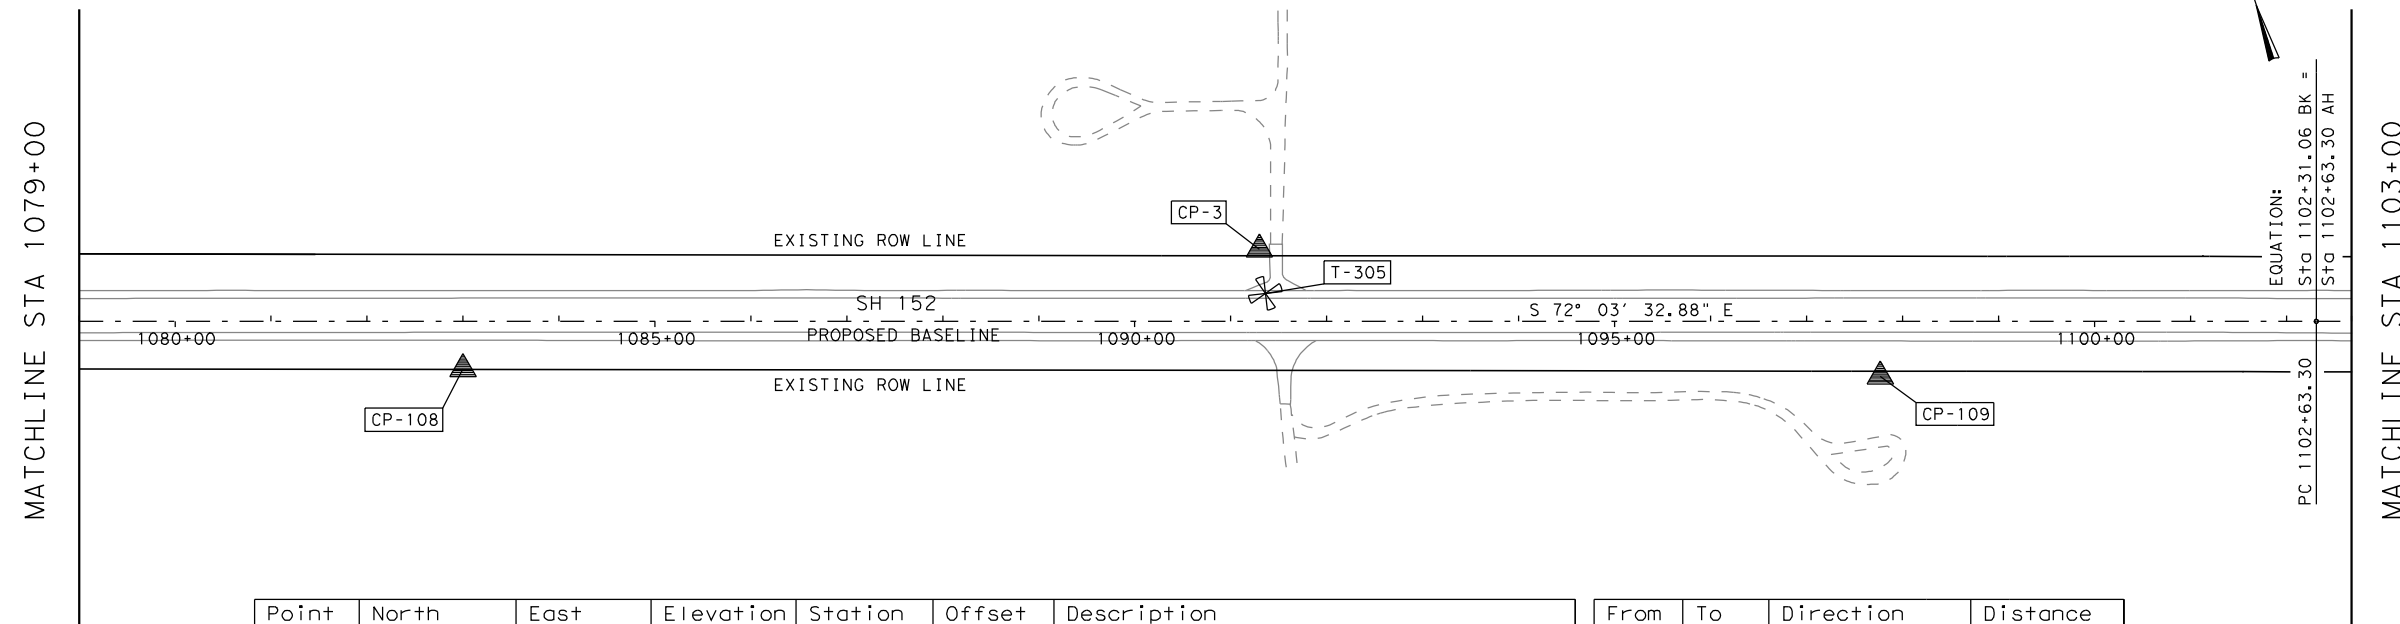 MATCHLINE STA 1079+00
CP-3
EXISTING ROW LINE
T-305
SH 152
S 72° 03' 32.88" E
PROPOSED BASELINE
1080+00
1085+00
1090+00
1095+00
1100+00
EXISTING ROW LINE
CP-108
CP-109
EQUATION:
Sta 1102+31.06 BK =
Sta 1102+63.30 AH
PC 1102+63.30
MATCHLINE STA 1103+00
Point North East Elevation Station Offset Description
From To Direction Distance